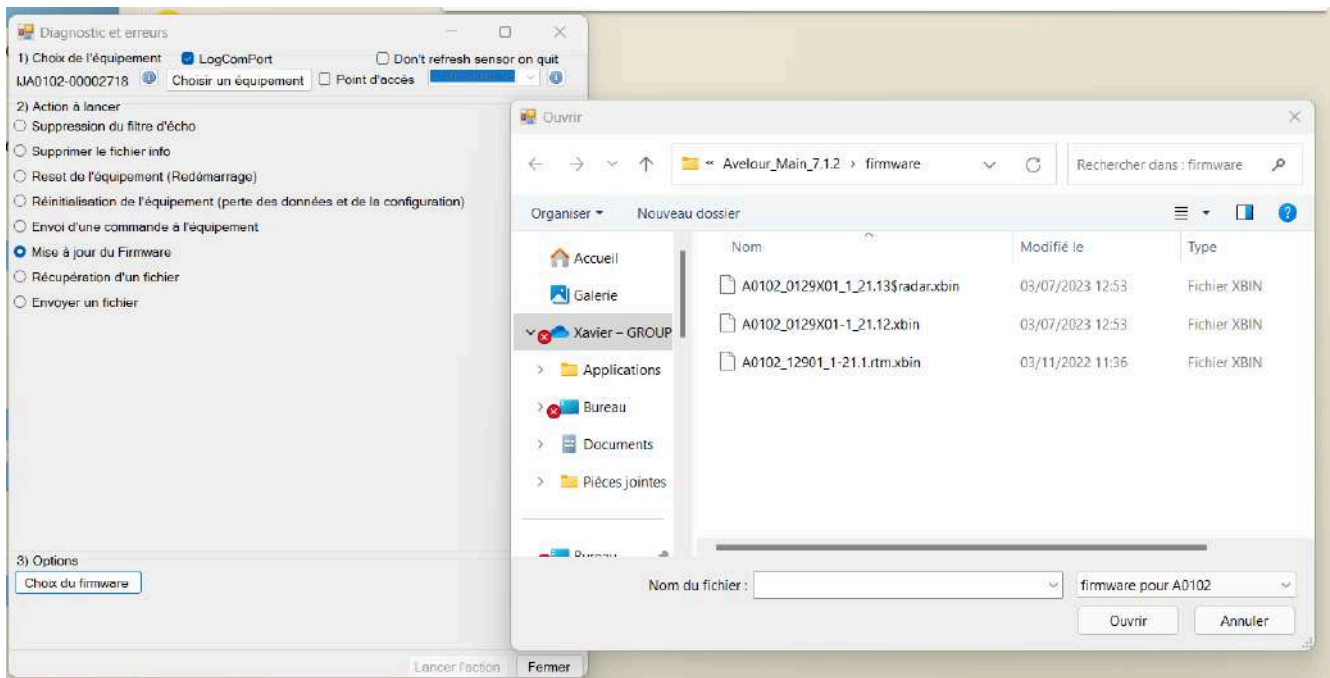 Diagnostic et erreurs
1) Choix de l'équipement LogComPort Don't refresh sensor on quit
IJA0102-00002718 Choisir un équipement Point d'accès
2) Action à lancer
Suppression du filtre d'écho
Supprimer le fichier info
Reset de l'équipement (Redémarrage)
Réinitialisation de l'équipement (perte des données et de la configuration)
Envoi d'une commande à l'équipement
Mise à jour du Firmware
Récupération d'un fichier
Envoyer un fichier
3) Options
Choix du firmware
Lancer l'action Fermer
Ouvrir
« Avelour_Main_7.1.2 › firmware Rechercher dans : firmware
Organiser Nouveau dossier
Accueil
Galerie
Xavier – GROUP
Applications
Bureau
Documents
Pièces jointes
Bureau
Nom Modifié le Type
A0102_0129X01_1_21.13$radar.xbin 03/07/2023 12:53 Fichier XBIN
A0102_0129X01-1_21.12.xbin 03/07/2023 12:53 Fichier XBIN
A0102_12901_1-21.1.rtm.xbin 03/11/2022 11:36 Fichier XBIN
Nom du fichier : firmware pour A0102
Ouvrir Annuler